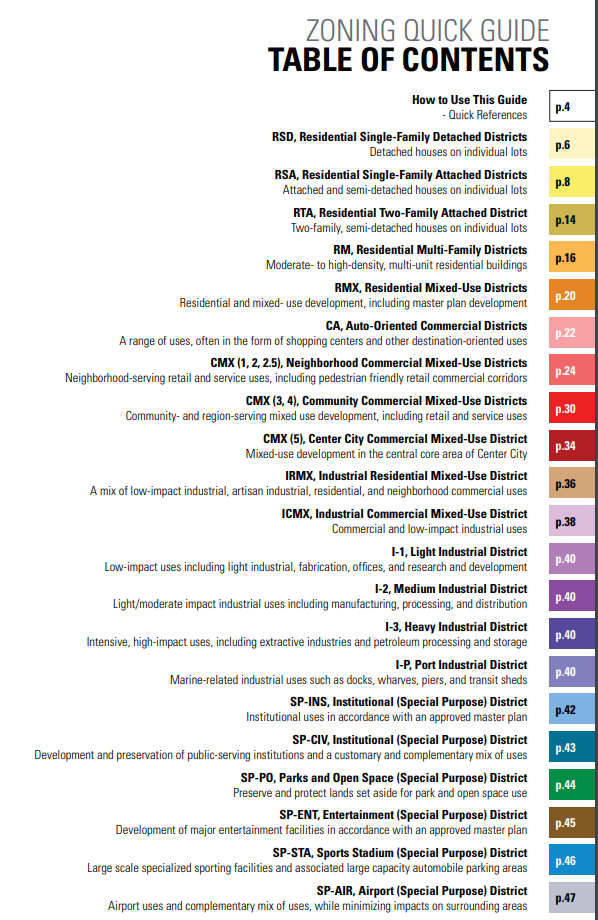 ZONING QUICK GUIDE
TABLE OF CONTENTS
How to Use This Guide
- Quick References
p.4
RSD, Residential Single-Family Detached Districts
Detached houses on individual lots
p.6
RSA, Residential Single-Family Attached Districts
Attached and semi-detached houses on individual lots
p.8
RTA, Residential Two-Family Attached District
Two-family, semi-detached houses on individual lots
p.14
RM, Residential Multi-Family Districts
Moderate- to high-density, multi-unit residential buildings
p.16
RMX, Residential Mixed-Use Districts
Residential and mixed- use development, including master plan development
p.20
CA, Auto-Oriented Commercial Districts
A range of uses, often in the form of shopping centers and other destination-oriented uses
p.22
CMX (1, 2, 2.5), Neighborhood Commercial Mixed-Use Districts
Neighborhood-serving retail and service uses, including pedestrian friendly retail commercial corridors
p.24
CMX (3, 4), Community Commercial Mixed-Use Districts
Community- and region-serving mixed use development, including retail and service uses
p.30
CMX (5), Center City Commercial Mixed-Use District
Mixed-use development in the central core area of Center City
p.34
IRMX, Industrial Residential Mixed-Use District
A mix of low-impact industrial, artisan industrial, residential, and neighborhood commercial uses
p.36
ICMX, Industrial Commercial Mixed-Use District
Commercial and low-impact industrial uses
p.38
I-1, Light Industrial District
Low-impact uses including light industrial, fabrication, offices, and research and development
p.40
I-2, Medium Industrial District
Light/moderate impact industrial uses including manufacturing, processing, and distribution
p.40
I-3, Heavy Industrial District
Intensive, high-impact uses, including extractive industries and petroleum processing and storage
p.40
I-P, Port Industrial District
Marine-related industrial uses such as docks, wharves, piers, and transit sheds
p.40
SP-INS, Institutional (Special Purpose) District
Institutional uses in accordance with an approved master plan
p.42
SP-CIV, Institutional (Special Purpose) District
Development and preservation of public-serving institutions and a customary and complementary mix of uses
p.43
SP-PO, Parks and Open Space (Special Purpose) District
Preserve and protect lands set aside for park and open space use
p.44
SP-ENT, Entertainment (Special Purpose) District
Development of major entertainment facilities in accordance with an approved master plan
p.45
SP-STA, Sports Stadium (Special Purpose) District
Large scale specialized sporting facilities and associated large capacity automobile parking areas
p.46
SP-AIR, Airport (Special Purpose) District
Airport uses and complementary mix of uses, while minimizing impacts on surrounding areas
p.47